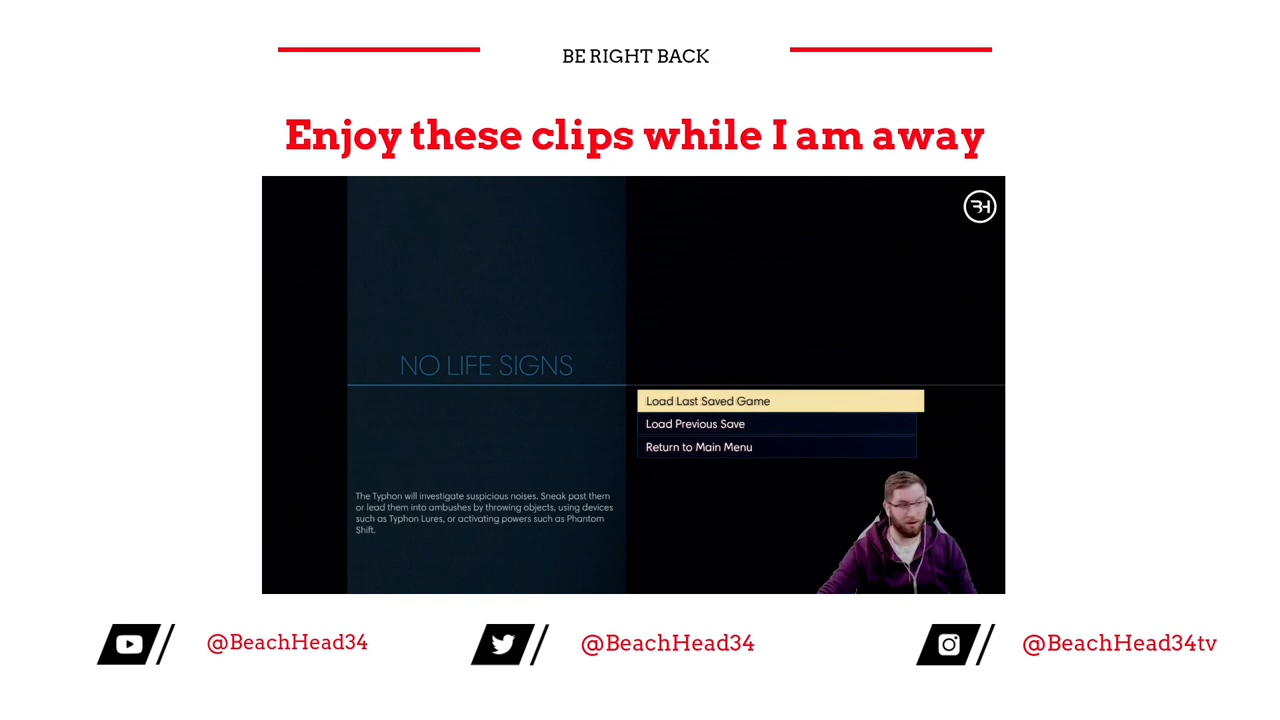 BE RIGHT BACK
Enjoy these clips while I am away
BH
NO LIFE SIGNS
Load Last Saved Game
Load Previous Save
Return to Main Menu
The Typhon will investigate suspicious noises. Sneak past them
or lead them into ambushes by throwing objects, using devices
such as Typhon Lures, or activating powers such as Phantom
Shift.
@BeachHead34
@BeachHead34
@BeachHead34tv